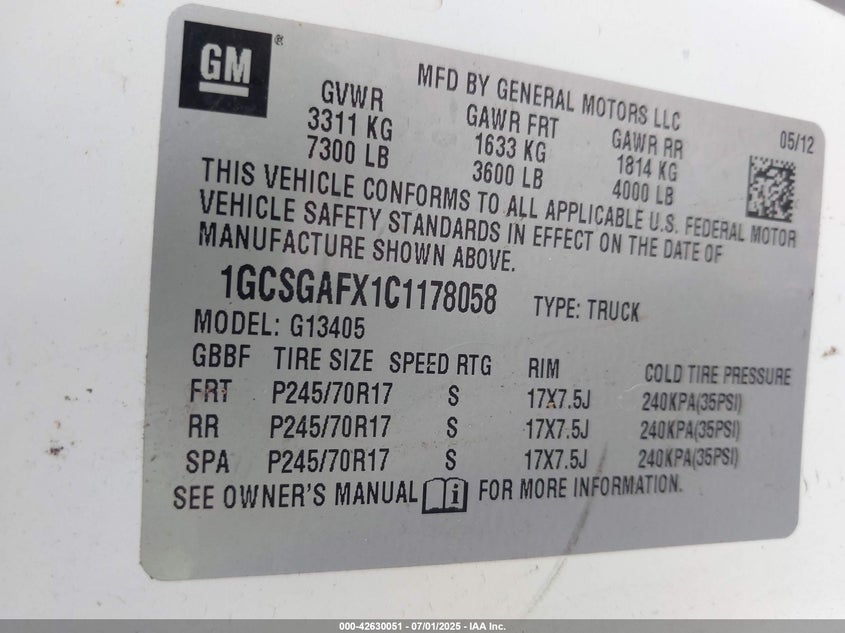 GM ®
MFD BY GENERAL MOTORS LLC
GVWR GAWR FRT GAWR RR 05/12
3311 KG 1633 KG 1814 KG
7300 LB 3600 LB 4000 LB
THIS VEHICLE CONFORMS TO ALL APPLICABLE U.S. FEDERAL MOTOR
VEHICLE SAFETY STANDARDS IN EFFECT ON THE DATE OF
MANUFACTURE SHOWN ABOVE.
1GCSGAFX1C1178058 TYPE: TRUCK
MODEL: G13405
GBBF TIRE SIZE SPEED RTG RIM COLD TIRE PRESSURE
FRT P245/70R17 S 17X7.5J 240KPA(35PSI)
RR P245/70R17 S 17X7.5J 240KPA(35PSI)
SPA P245/70R17 S 17X7.5J 240KPA(35PSI)
SEE OWNER'S MANUAL i FOR MORE INFORMATION.
000-42630051 - 07/01/2025 - IAA Inc.